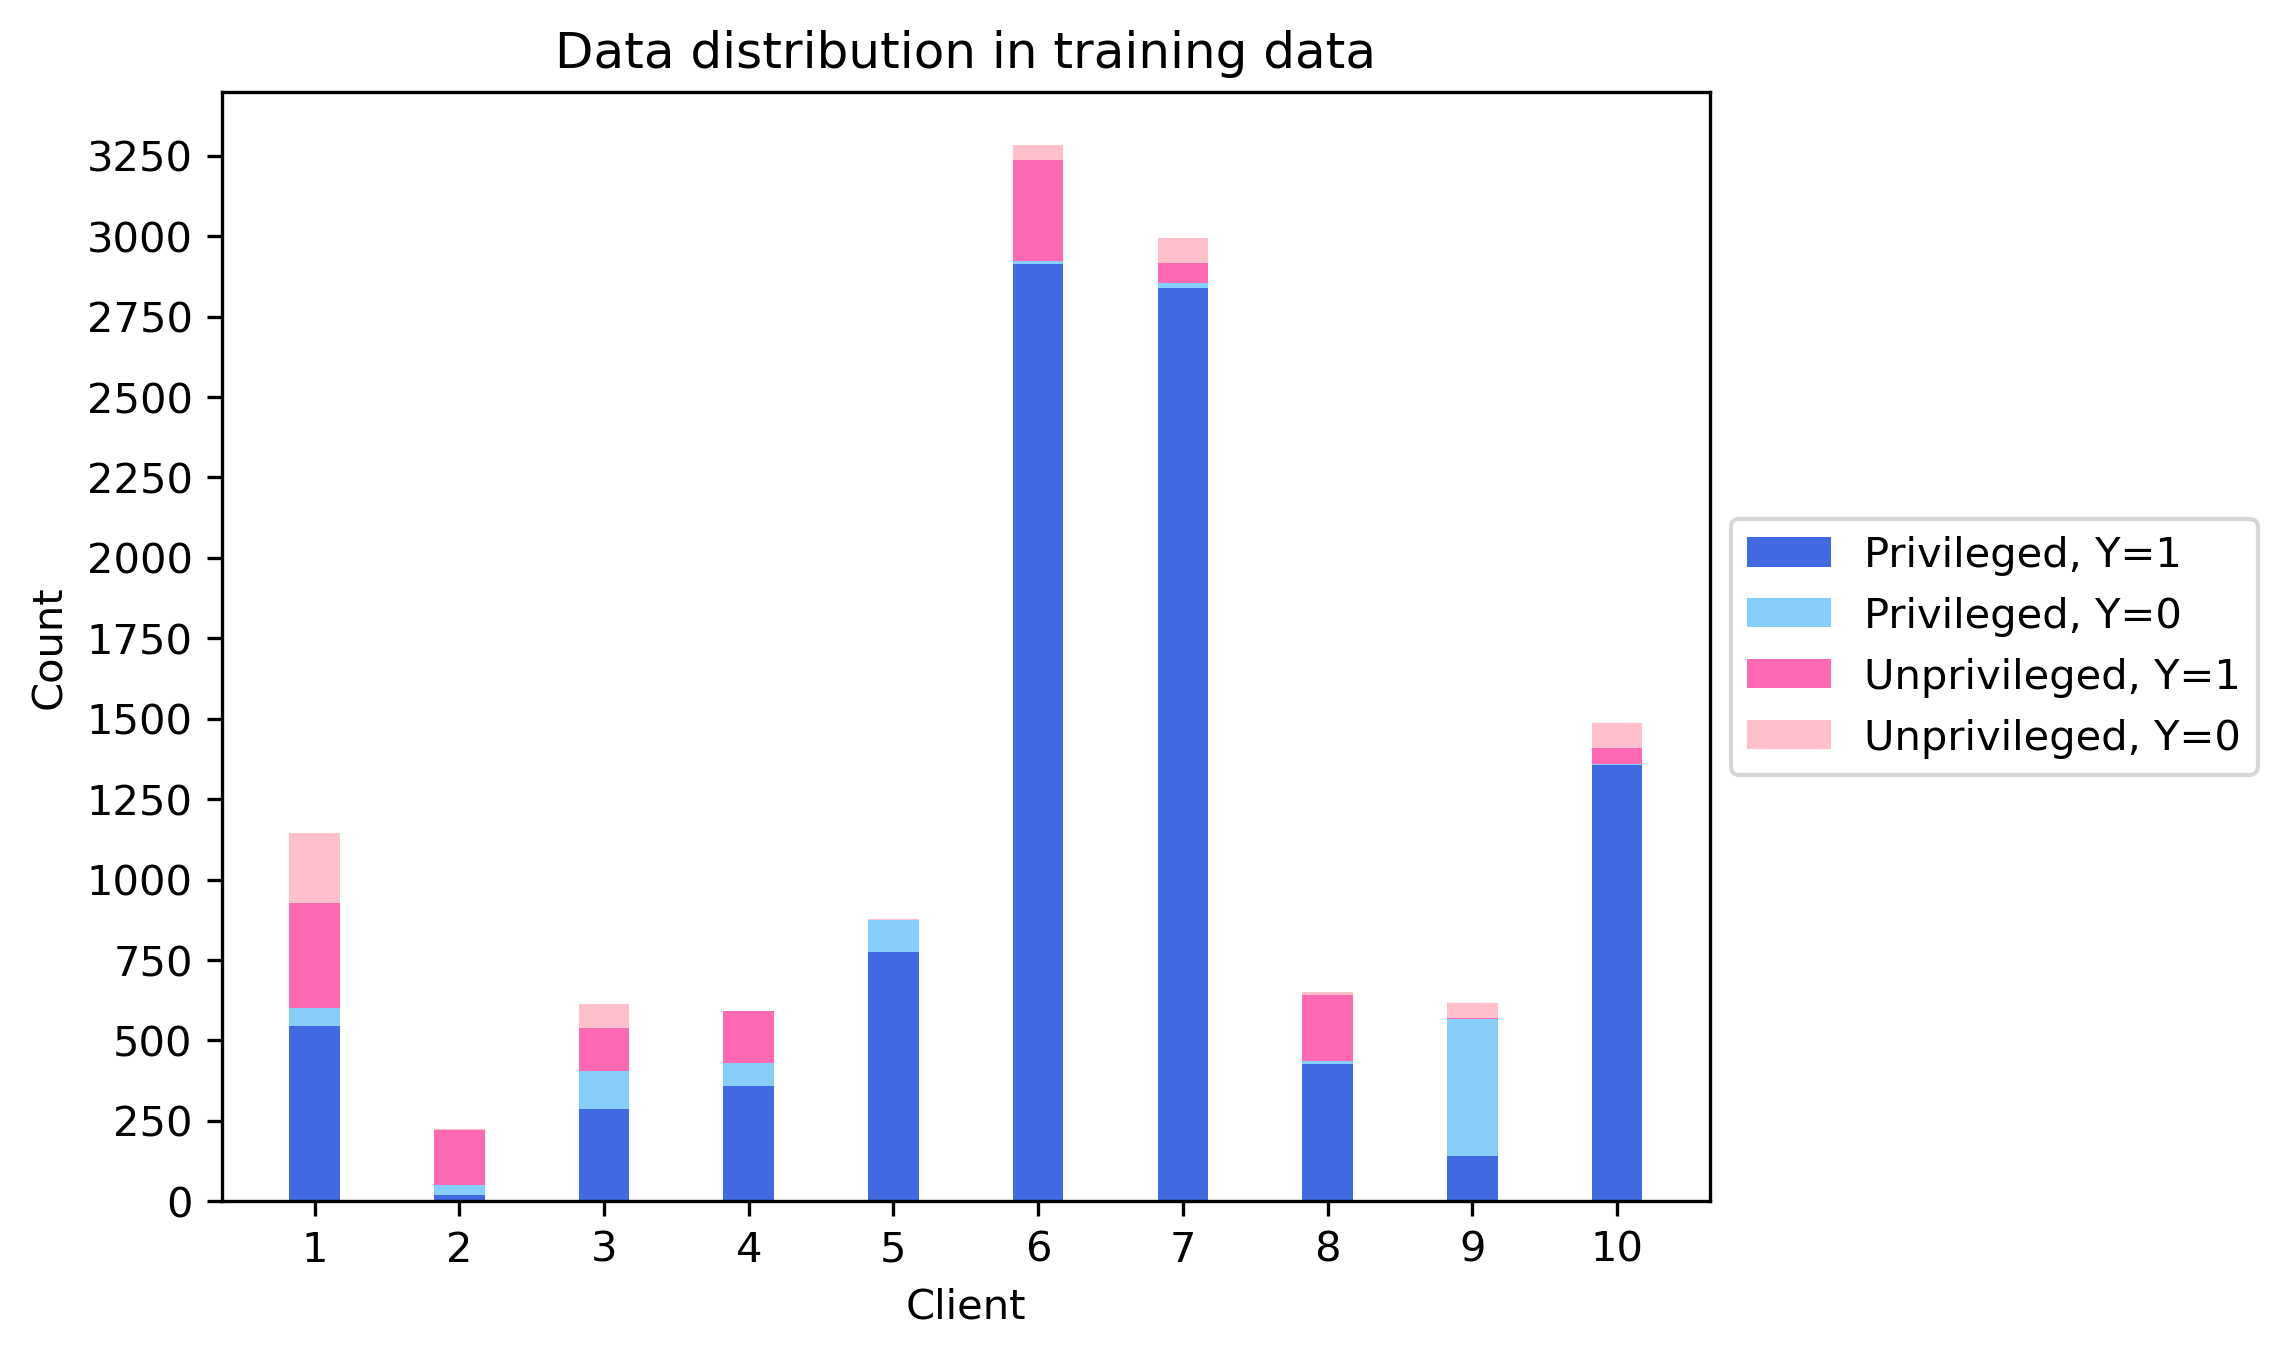 Data distribution in training data
3250
3000
2750
2500
2250
2000
1750
1500
1250
1000
750
500
250
0
Count
1 2 3 4 5 6 7 8 9 10
Client
Privileged, Y=1
Privileged, Y=0
Unprivileged, Y=1
Unprivileged, Y=0